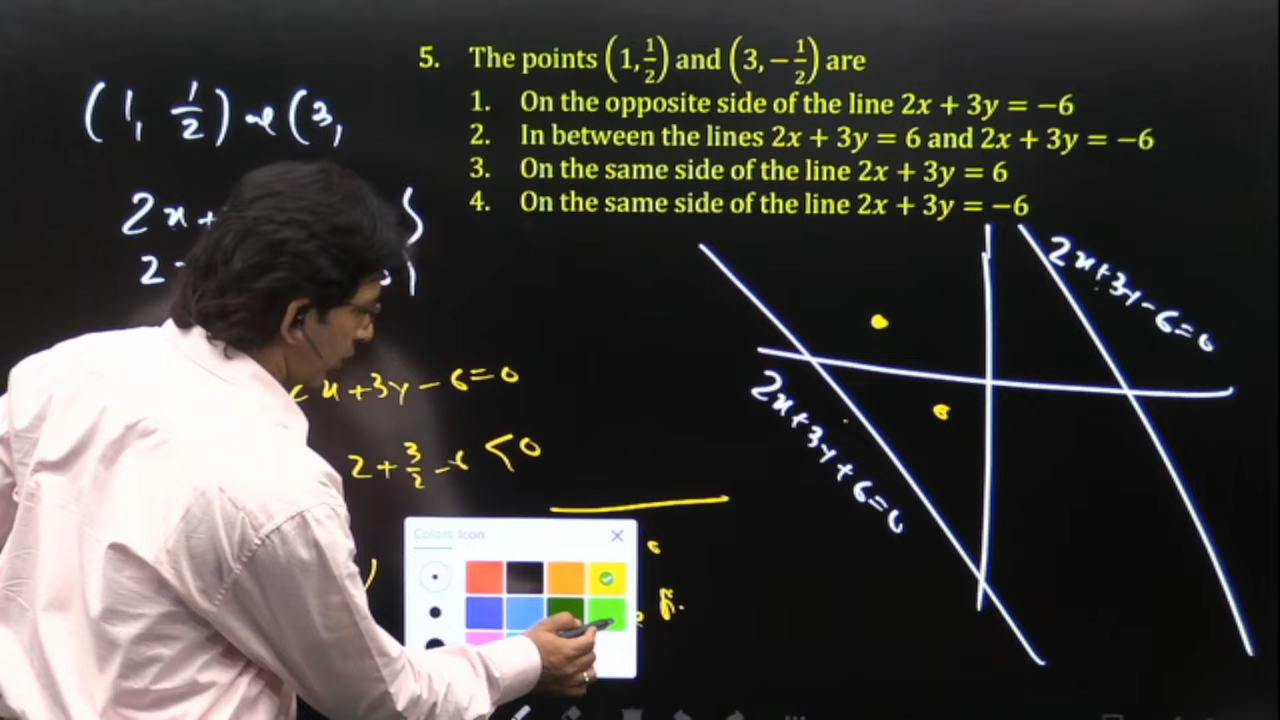 5. The points (1, 1/2) and (3, −1/2) are
1. On the opposite side of the line 2x + 3y = −6
2. In between the lines 2x + 3y = 6 and 2x + 3y = −6
3. On the same side of the line 2x + 3y = 6
4. On the same side of the line 2x + 3y = −6
(1, 1/2) (3,
2x+
2
2x+3y-6=0
2x+3y+6=0
x+3y-6=0
2+3/2-6 <0
Colors Icon